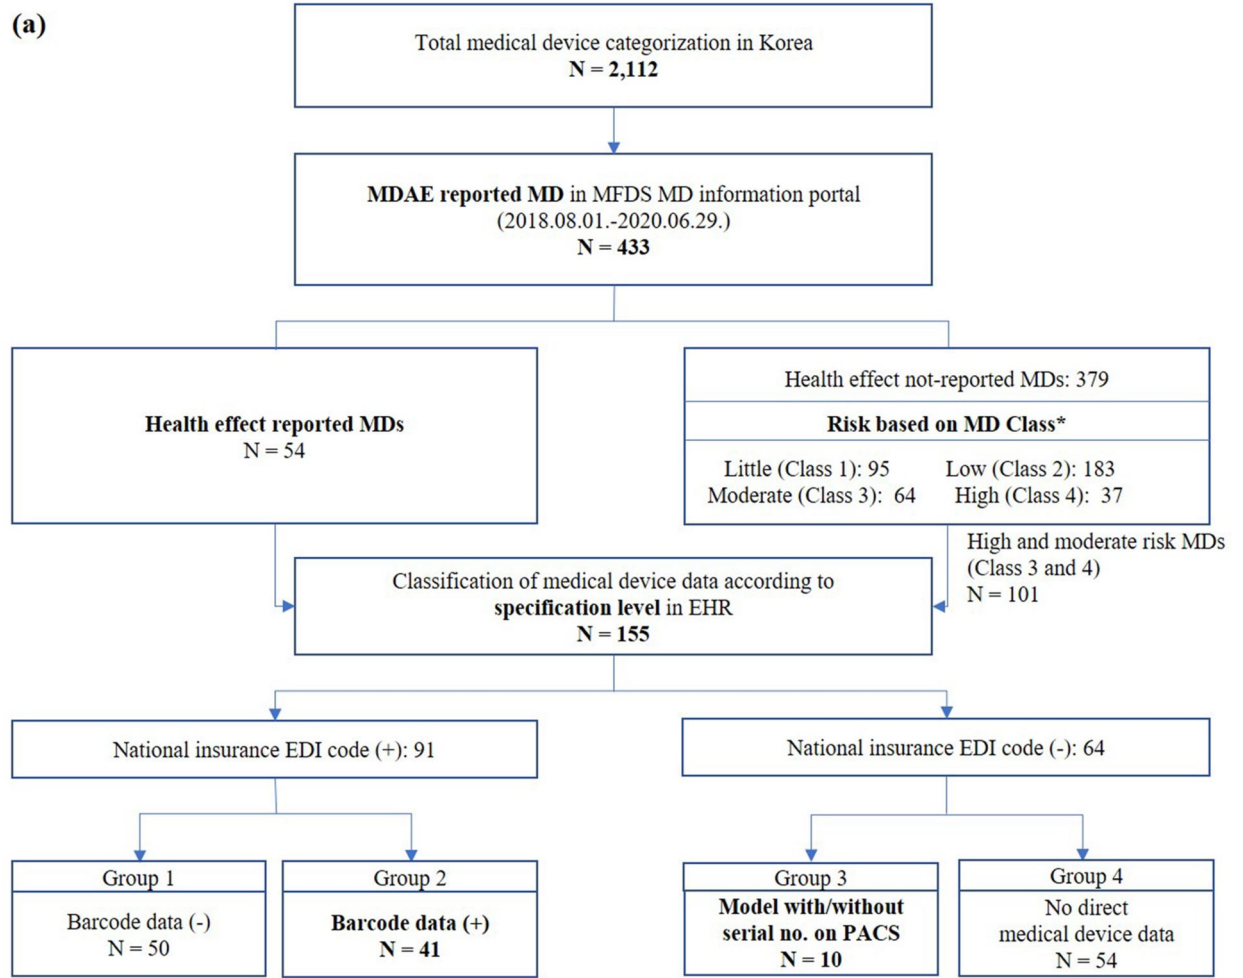 (a)
Total medical device categorization in Korea
N = 2,112
MDAE reported MD in MFDS MD information portal
(2018.08.01.-2020.06.29.)
N = 433
Health effect reported MDs
N = 54
Health effect not-reported MDs: 379
Risk based on MD Class*
Little (Class 1): 95 Low (Class 2): 183
Moderate (Class 3): 64 High (Class 4): 37
High and moderate risk MDs
(Class 3 and 4)
N = 101
Classification of medical device data according to
specification level in EHR
N = 155
National insurance EDI code (+): 91
National insurance EDI code (-): 64
Group 1
Barcode data (-)
N = 50
Group 2
Barcode data (+)
N = 41
Group 3
Model with/without
serial no. on PACS
N = 10
Group 4
No direct
medical device data
N = 54